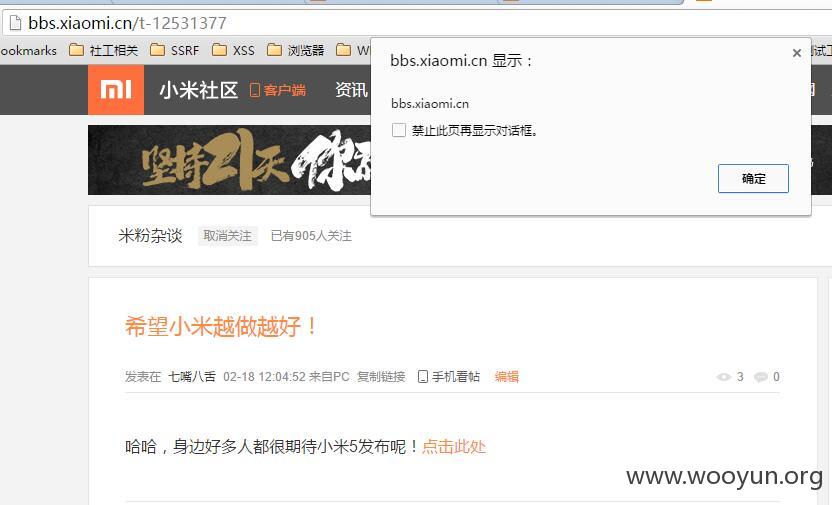 bbs.xiaomi.cn/t-12531377
ookmarks 社工相关 SSRF XSS 浏览器
bbs.xiaomi.cn 显示：
bbs.xiaomi.cn
禁止此页再显示对话框。
确定
小米社区 客户端 资讯
坚持21天
米粉杂谈 取消关注 已有905人关注
希望小米越做越好！
发表在 七嘴八舌 02-18 12:04:52 来自PC 复制链接 手机看帖 编辑 3 0
哈哈，身边好多人都很期待小米5发布呢！点击此处
www.wooyun.org